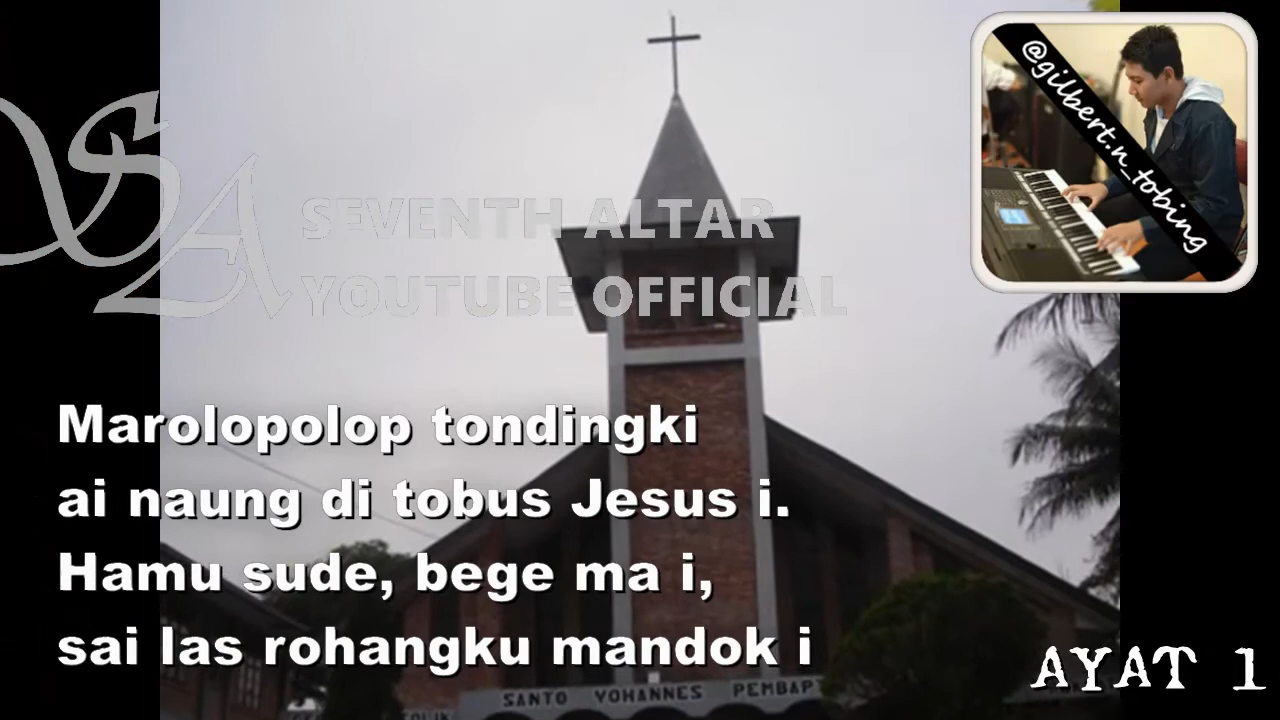 @gilbert.n_tobing
SA
SEVENTH ALTAR
YOUTUBE OFFICIAL
Marolopolop tondingki
ai naung di tobus Jesus i.
Hamu sude, bege ma i,
sai las rohangku mandok i
SANTO YOHANNES
AYAT 1